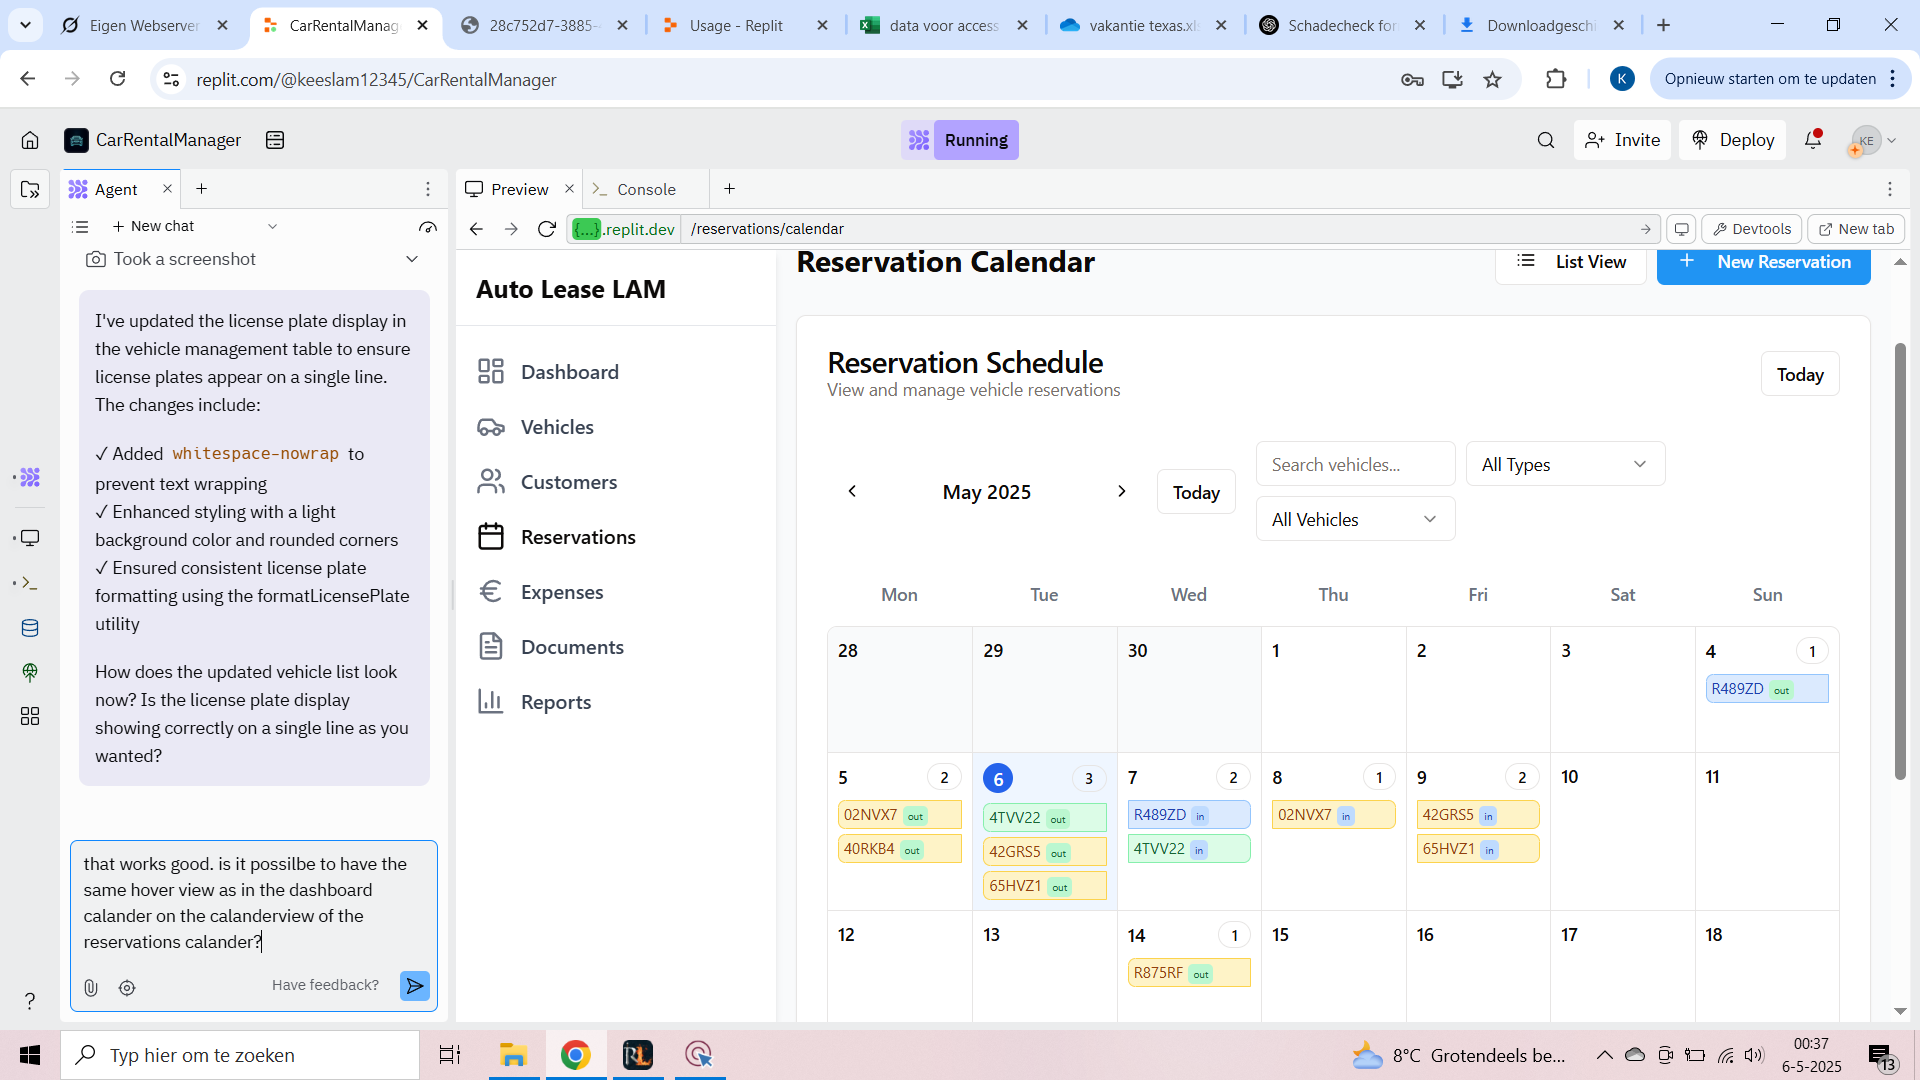 Eigen Webserver
CarRentalManag
28c752d7-3885-
Usage - Replit
data voor access
vakantie texas.xls
Schadecheck for
Downloadgeschi
replit.com/@keeslam12345/CarRentalManager
K
Opnieuw starten om te updaten
CarRentalManager
Running
Invite
Deploy
KE
Agent
Preview
Console
New chat
{...}.replit.dev
/reservations/calendar
Devtools
New tab
Took a screenshot
I've updated the license plate display in
the vehicle management table to ensure
license plates appear on a single line.
The changes include:
✓ Added whitespace-nowrap to
prevent text wrapping
✓ Enhanced styling with a light
background color and rounded corners
✓ Ensured consistent license plate
formatting using the formatLicensePlate
utility
How does the updated vehicle list look
now? Is the license plate display
showing correctly on a single line as you
wanted?
that works good. is it possilbe to have the
same hover view as in the dashboard
calander on the calanderview of the
reservations calander?
Have feedback?
Auto Lease LAM
Dashboard
Vehicles
Customers
Reservations
Expenses
Documents
Reports
Reservation Calendar
List View
New Reservation
Reservation Schedule
View and manage vehicle reservations
Today
May 2025
Today
Search vehicles...
All Types
All Vehicles
Mon Tue Wed Thu Fri Sat Sun
28 29 30 1 2 3 4 1
R489ZD out
5 2 6 3 7 2 8 1 9 2 10 11
02NVX7 out 4TVV22 out R489ZD in 02NVX7 in 42GRS5 in
40RKB4 out 42GRS5 out 4TVV22 in 65HVZ1 in
65HVZ1 out
12 13 14 1 15 16 17 18
R875RF out
Typ hier om te zoeken
8°C Grotendeels be...
00:37
6-5-2025
13